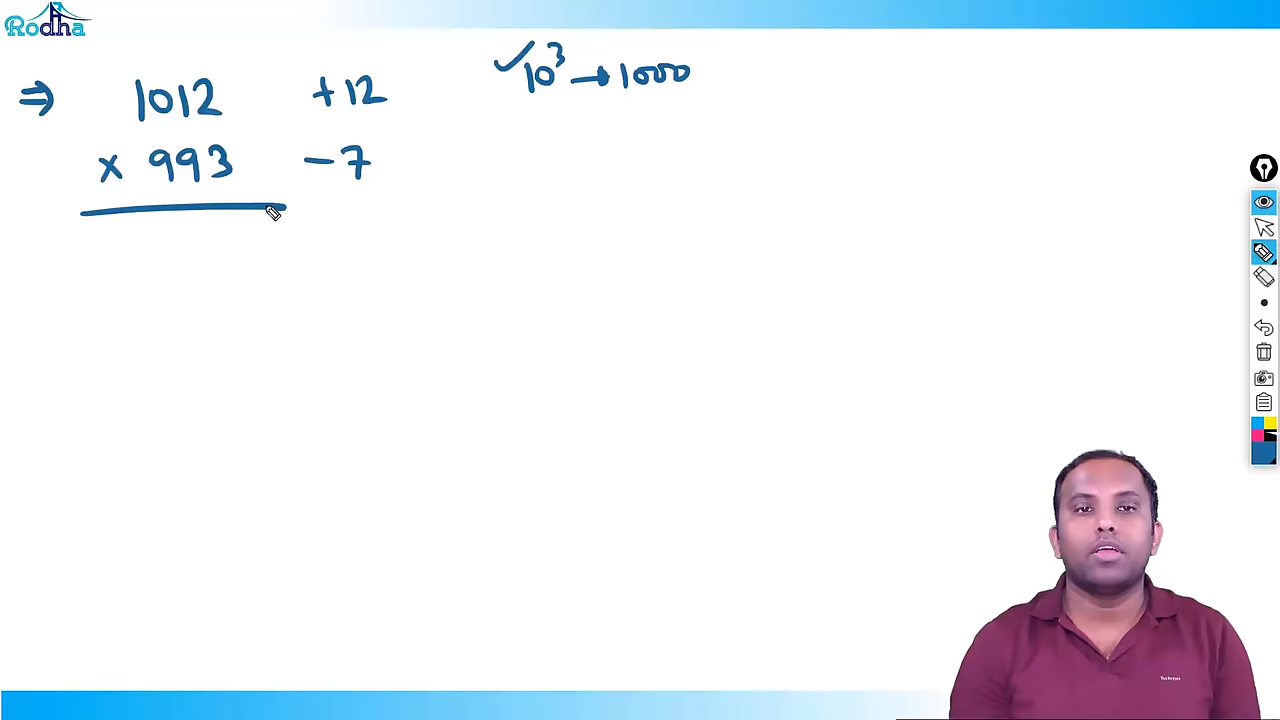 Rodha
⇒ 1012 +12 ✓10³ → 1000
x 993 -7